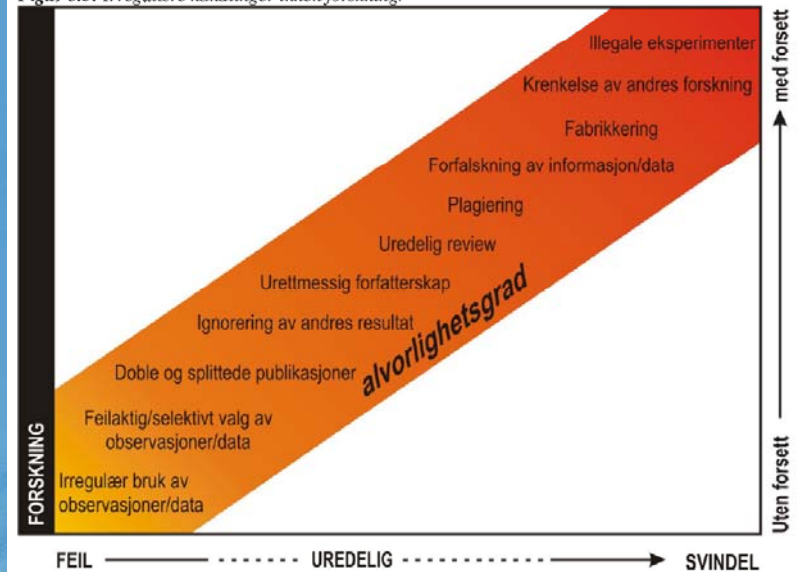 Illegale eksperimenter
Krenkelse av andres forskning
Fabrikkering
Forfalskning av informasjon/data
Plagiering
Uredelig review
Urettmessig forfatterskap
Ignorering av andres resultat
alvorlighetsgrad
Doble og splittede publikasjoner
Feilaktig/selektivt valg av
observasjoner/data
Irregulær bruk av
observasjoner/data
FORSKNING
med forsett
Uten forsett
FEIL
UREDELIG
SVINDEL